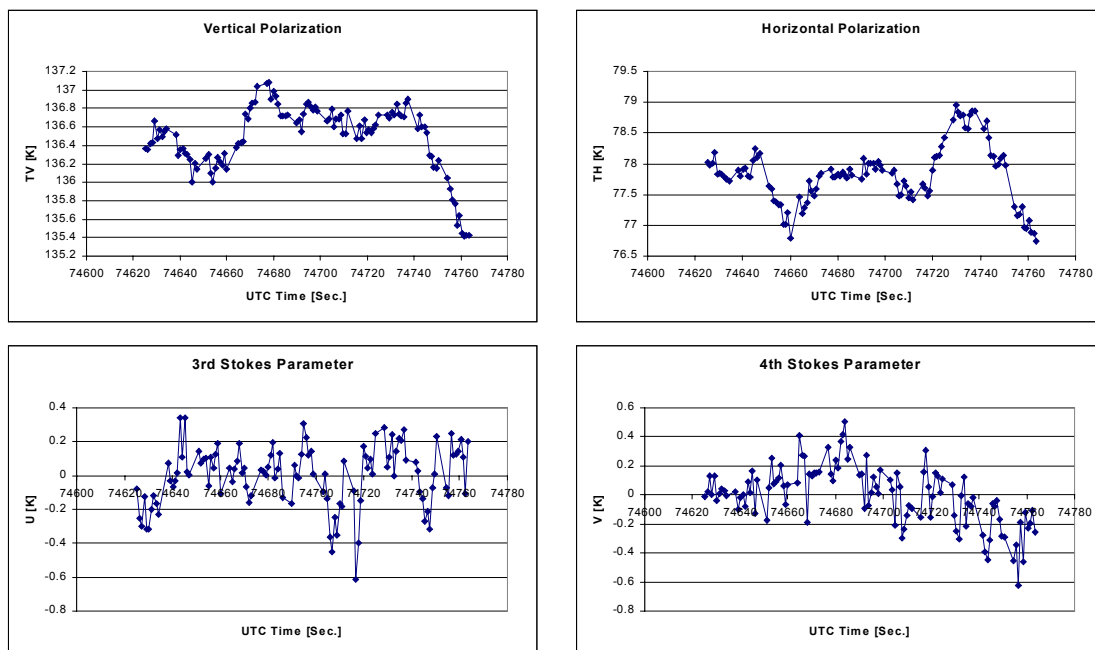 Vertical Polarization
TV [K]
137.2
137
136.8
136.6
136.4
136.2
136
135.8
135.6
135.4
135.2
74600 74620 74640 74660 74680 74700 74720 74740 74760 74780
UTC Time [Sec.]
Horizontal Polarization
TH [K]
79.5
79
78.5
78
77.5
77
76.5
74600 74620 74640 74660 74680 74700 74720 74740 74760 74780
UTC Time [Sec.]
3rd Stokes Parameter
U [K]
0.4
0.2
0
-0.2
-0.4
-0.6
-0.8
74600 74620 74640 74660 74680 74700 74720 74740 74760 74780
UTC Time [Sec.]
4th Stokes Parameter
V [K]
0.6
0.4
0.2
0
-0.2
-0.4
-0.6
-0.8
74600 74620 74640 74660 74680 74700 74720 74740 74760 74780
UTC Time [Sec.]